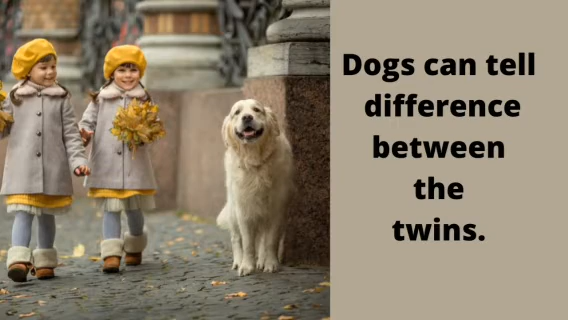 Dogs can tell
difference
between
the
twins.